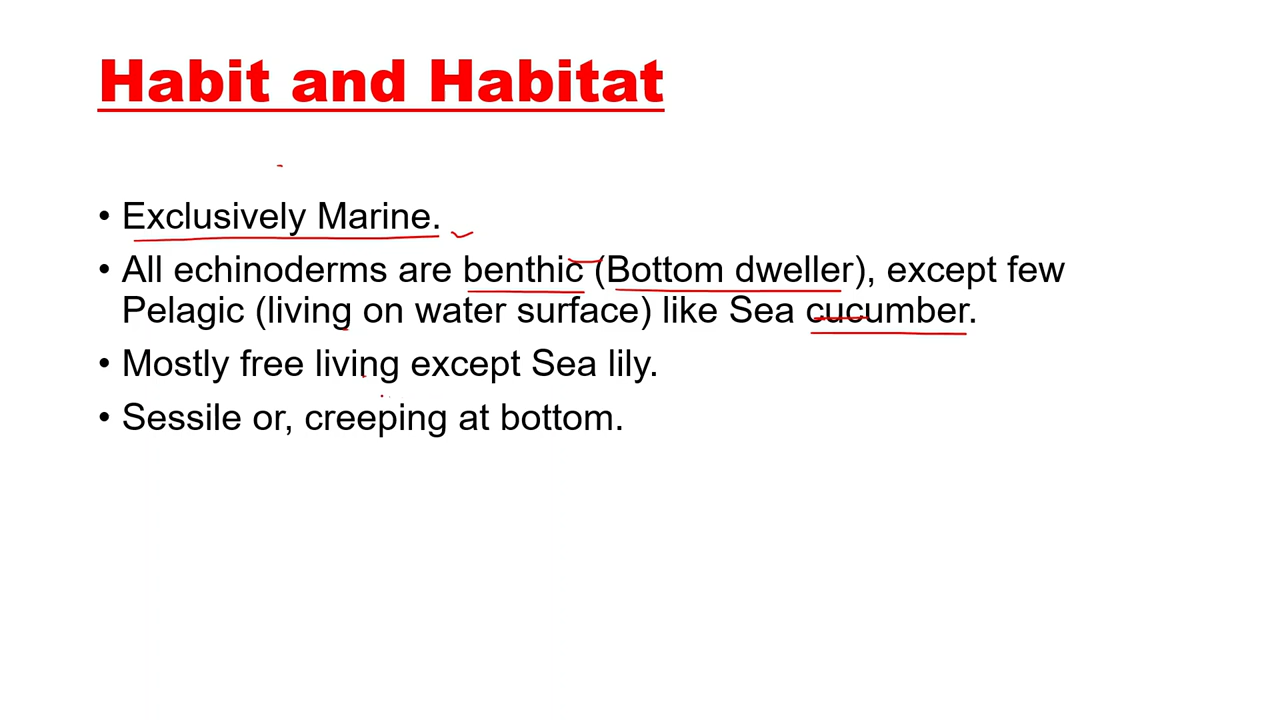 Habit and Habitat
• Exclusively Marine.
• All echinoderms are benthic (Bottom dweller), except few
Pelagic (living on water surface) like Sea cucumber.
• Mostly free living except Sea lily.
• Sessile or, creeping at bottom.